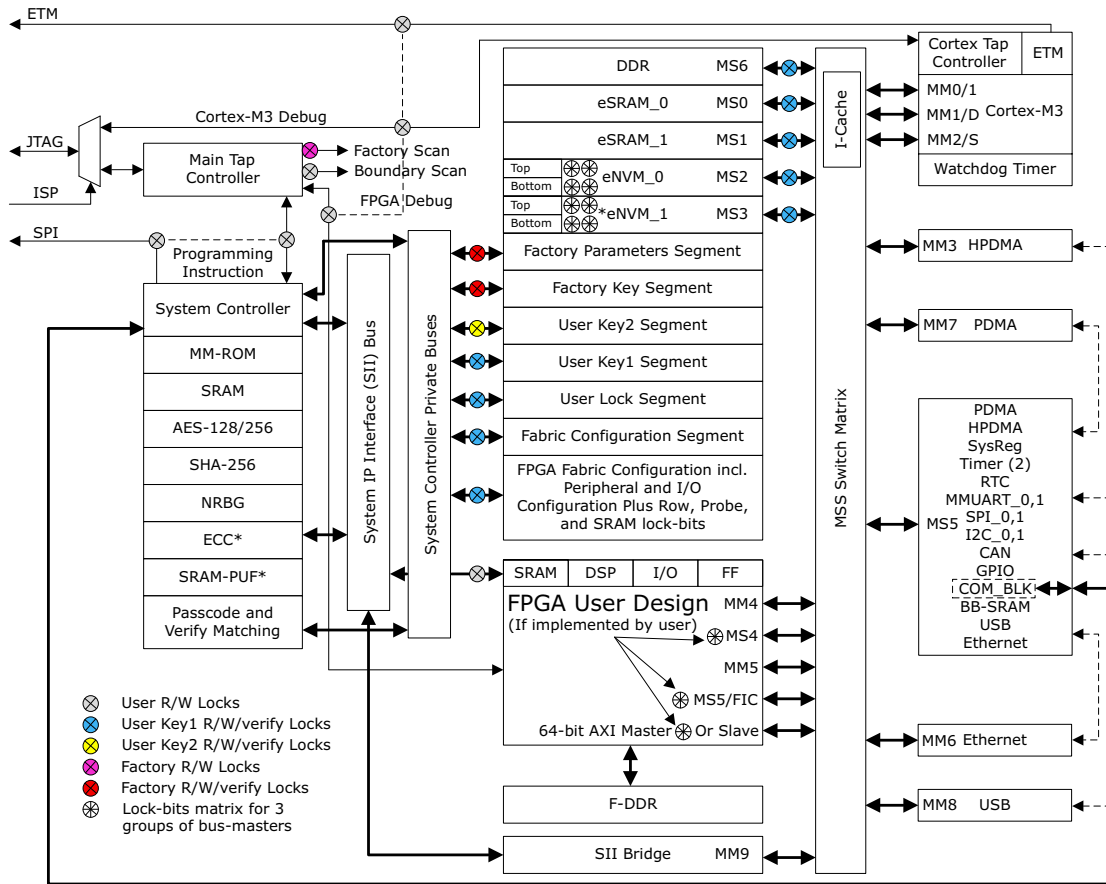 ETM
JTAG
ISP
SPI
Cortex-M3 Debug
Main Tap
Controller
Factory Scan
Boundary Scan
FPGA Debug
Programming
Instruction
System Controller
MM-ROM
SRAM
AES-128/256
SHA-256
NRBG
ECC*
SRAM-PUF*
Passcode and
Verify Matching
System IP Interface (SII) Bus
System Controller Private Buses
DDR MS6
eSRAM_0 MS0
eSRAM_1 MS1
Top
Bottom
eNVM_0 MS2
Top
Bottom
*eNVM_1 MS3
Factory Parameters Segment
Factory Key Segment
User Key2 Segment
User Key1 Segment
User Lock Segment
Fabric Configuration Segment
FPGA Fabric Configuration incl.
Peripheral and I/O
Configuration Plus Row, Probe,
and SRAM lock-bits
SRAM DSP I/O FF
FPGA User Design
(If implemented by user)
MM4
MS4
MM5
MS5/FIC
64-bit AXI Master Or Slave
F-DDR
SII Bridge MM9
I-Cache
MSS Switch Matrix
Cortex Tap
Controller
ETM
MM0/1
MM1/D
MM2/S
Cortex-M3
Watchdog Timer
MM3 HPDMA
MM7 PDMA
MS5
PDMA
HPDMA
SysReg
Timer (2)
RTC
MMUART_0,1
SPI_0,1
I2C_0,1
CAN
GPIO
COM_BLK
BB-SRAM
USB
Ethernet
MM6 Ethernet
MM8 USB
User R/W Locks
User Key1 R/W/verify Locks
User Key2 R/W/verify Locks
Factory R/W Locks
Factory R/W/verify Locks
Lock-bits matrix for 3
groups of bus-masters